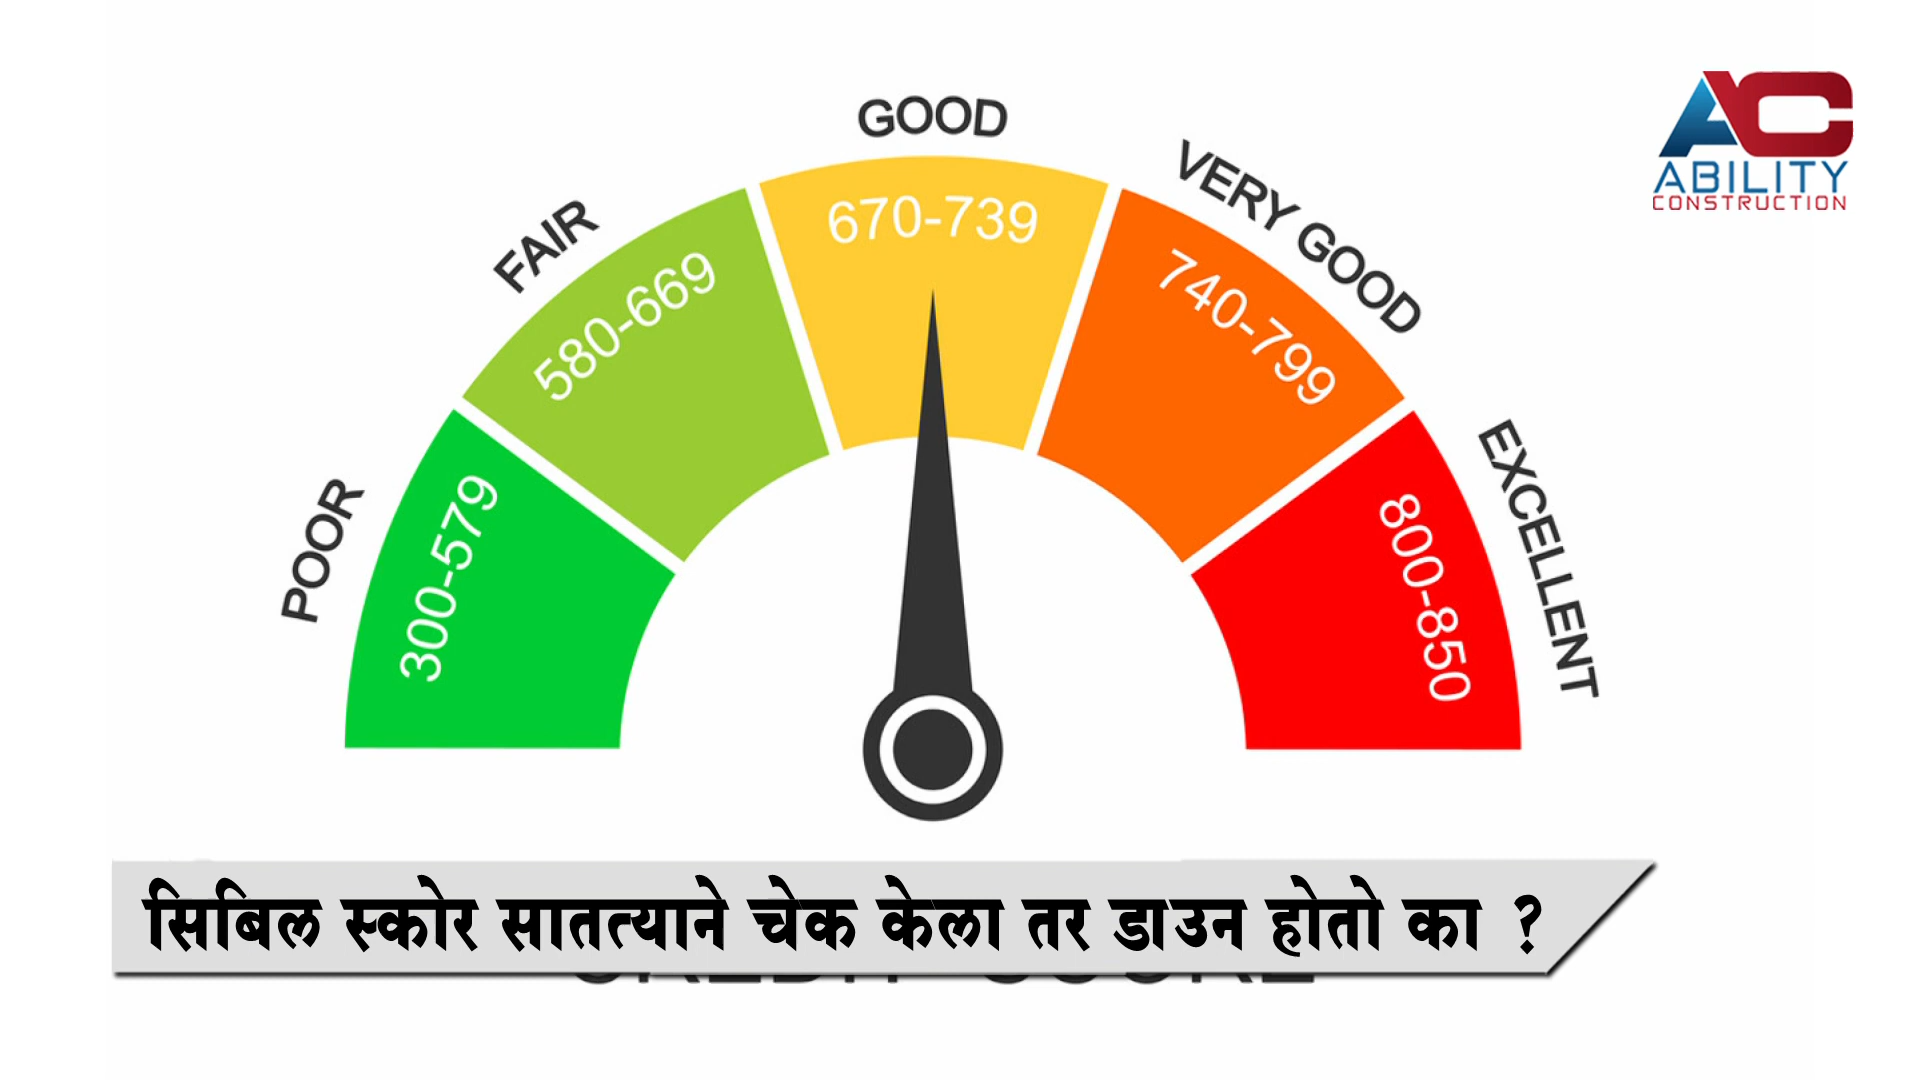 GOOD
VERY GOOD
FAIR
POOR
EXCELLENT
670-739
580-669
740-799
300-579
800-850
AC
ABILITY
CONSTRUCTION
सिबिल स्कोर सातत्याने चेक केला तर डाउन होतो का ?